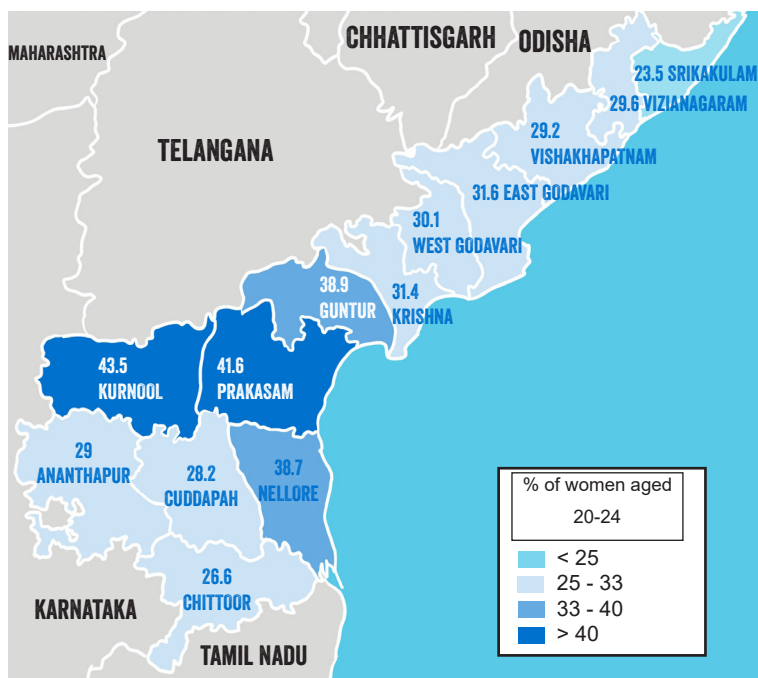 CHHATTISGARH
ODISHA
MAHARASHTRA
23.5 SRIKAKULAM
29.6 VIZIANAGARAM
29.2
VISHAKHAPATNAM
TELANGANA
31.6 EAST GODAVARI
30.1
WEST GODAVARI
38.9
GUNTUR
31.4
KRISHNA
43.5
KURNOOL
41.6
PRAKASAM
29
ANANTHAPUR
28.2
CUDDAPAH
38.7
NELLORE
26.6
CHITTOOR
KARNATAKA
TAMIL NADU
% of women aged
20-24
< 25
25 - 33
33 - 40
> 40